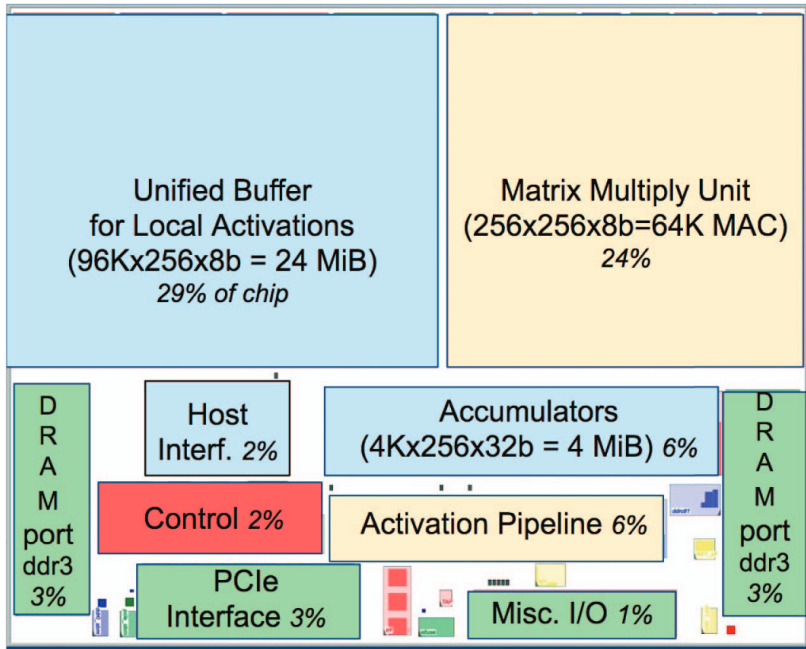 Unified Buffer
for Local Activations
(96Kx256x8b = 24 MiB)
29% of chip
Matrix Multiply Unit
(256x256x8b=64K MAC)
24%
D
R
A
M
port
ddr3
3%
Host
Interf. 2%
Accumulators
(4Kx256x32b = 4 MiB) 6%
Control 2%
Activation Pipeline 6%
PCIe
Interface 3%
Misc. I/O 1%
D
R
A
M
port
ddr3
3%